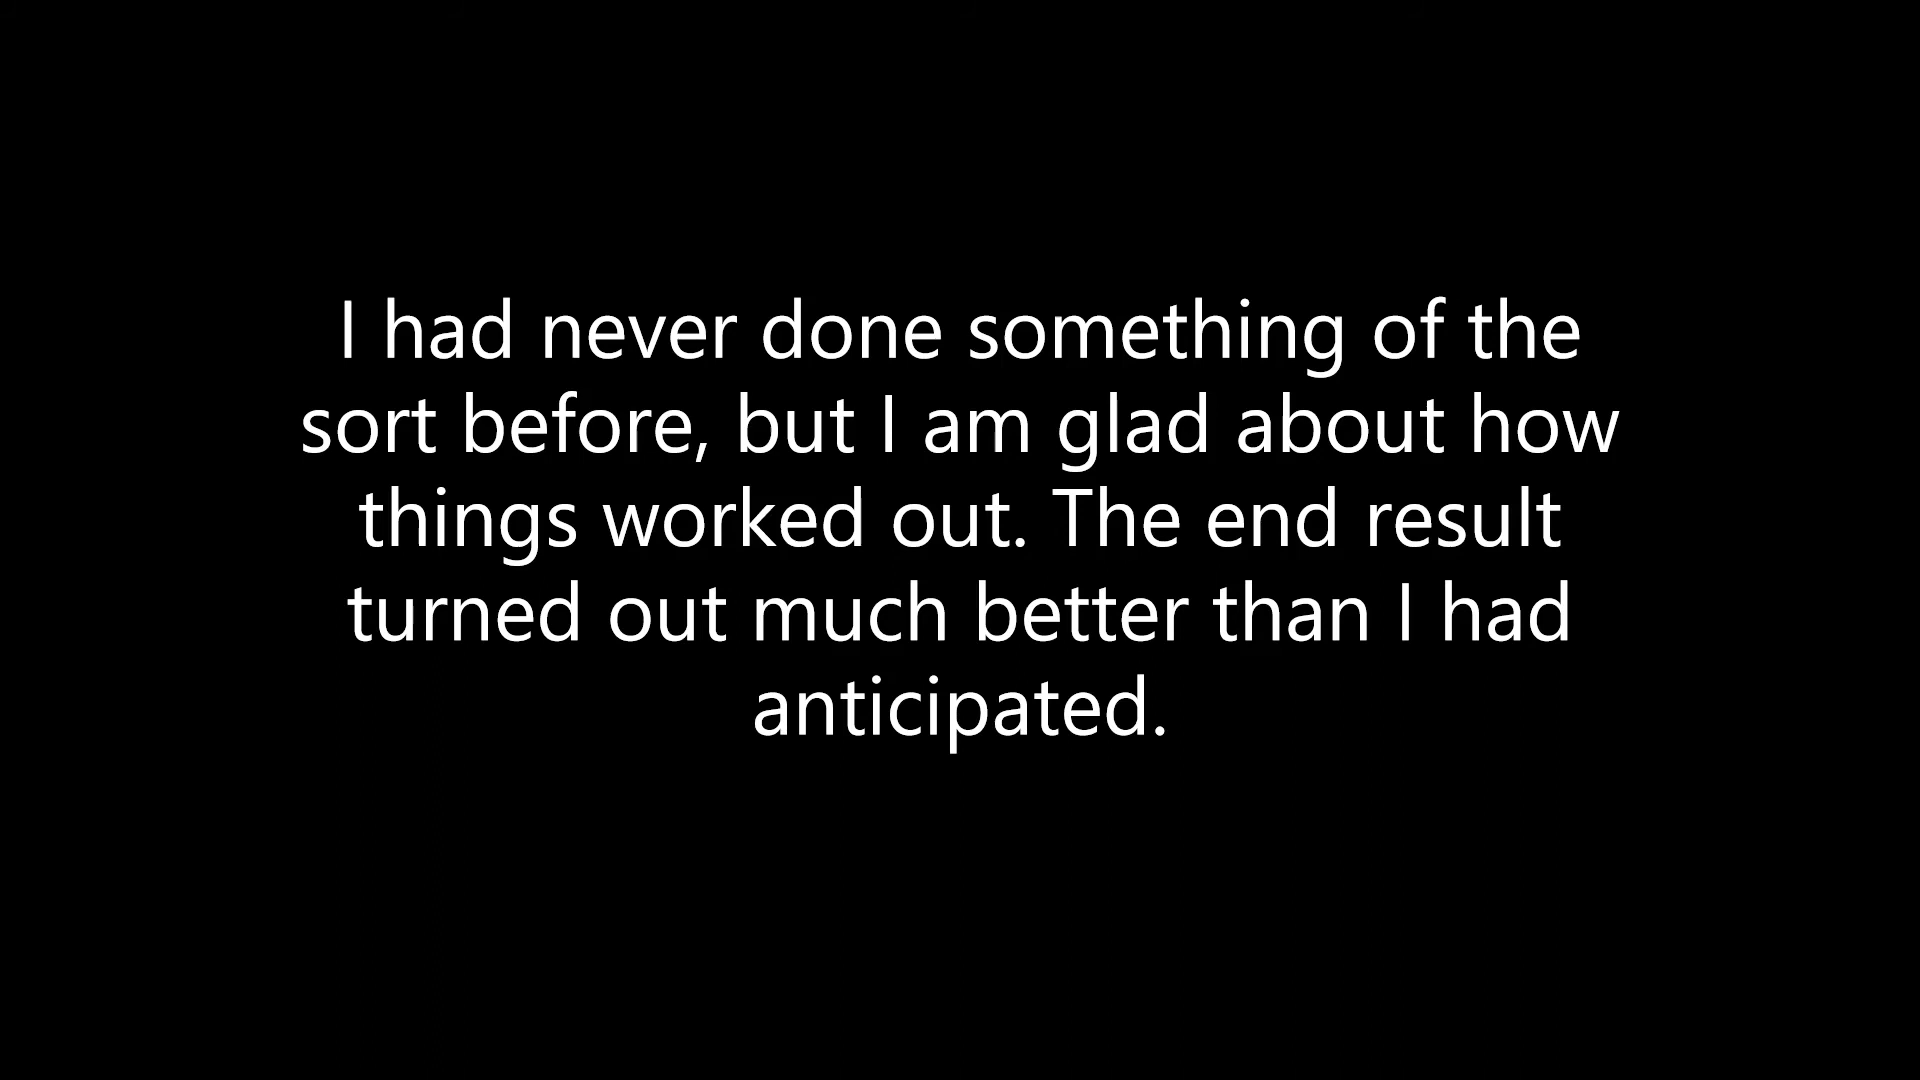 I had never done something of the
sort before, but I am glad about how
things worked out. The end result
turned out much better than I had
anticipated.